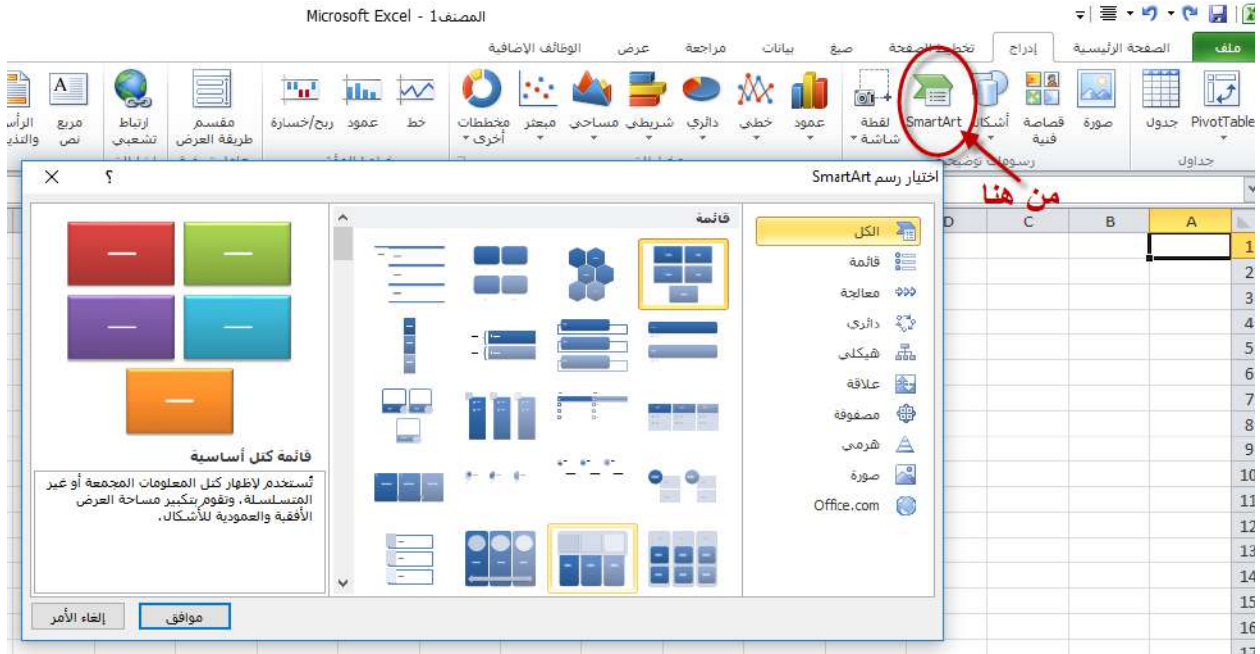 المصنف1 - Microsoft Excel
ملف الصفحة الرئيسية إدراج تخطيط الصفحة صيغ بيانات مراجعة عرض الوظائف الإضافية
PivotTable جدول صورة قصاصة فنية أشكال SmartArt لقطة شاشة عمود خطي دائري شريطي مساحي مبعثر مخططات أخرى خط عمود ربح/خسارة مقسم طريقة العرض ارتباط تشعبي مربع نص الرأس
جداول رسومات
من هنا
اختيار رسم SmartArt
؟
A B C D
1
2
3
4
5
6
7
8
9
10
11
12
13
14
15
16
17
الكل
قائمة
معالجة
دائري
هيكلي
علاقة
مصفوفة
هرمي
صورة
Office.com
قائمة
قائمة كتل أساسية
تُستخدم لإظهار كتل المعلومات المجمعة أو غير
المتسلسلة. وتقوم بتكبير مساحة العرض
الأفقية والعمودية للأشكال.
موافق إلغاء الأمر